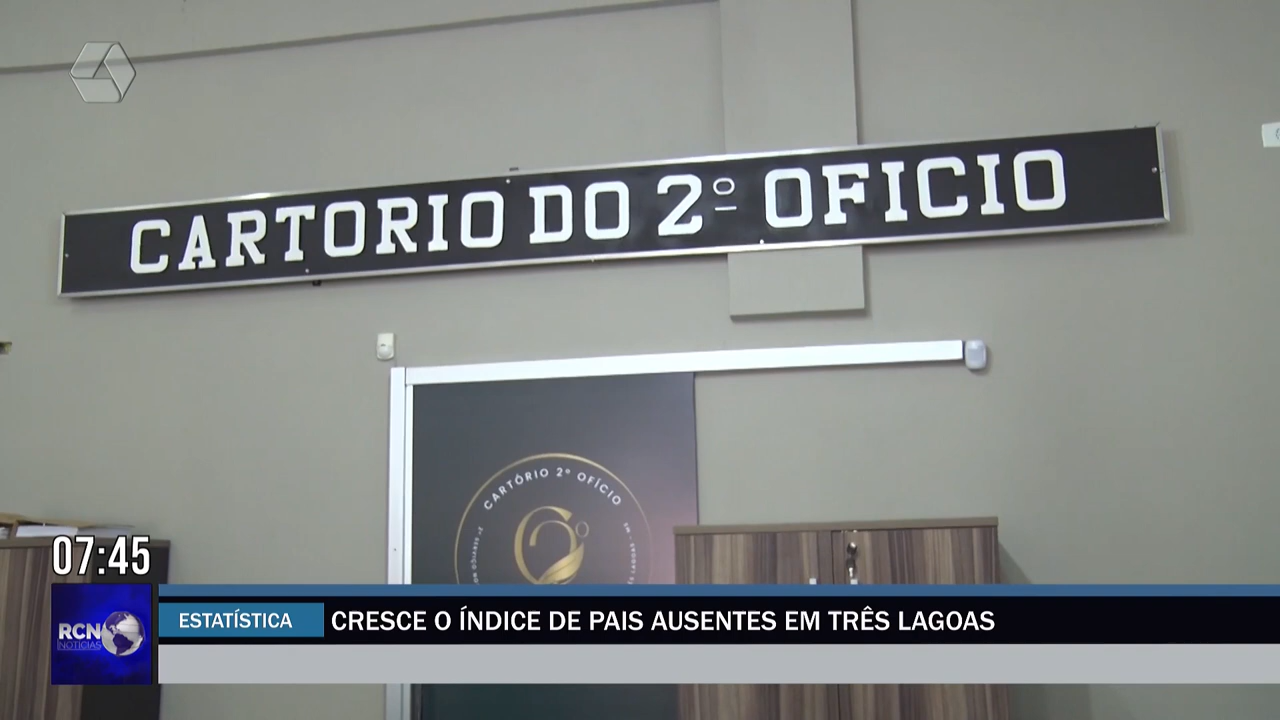 CARTORIO DO 2º OFICIO
CARTÓRIO 2º OFÍCIO
2º
07:45
RCN
NOTÍCIAS
ESTATÍSTICA
CRESCE O ÍNDICE DE PAIS AUSENTES EM TRÊS LAGOAS